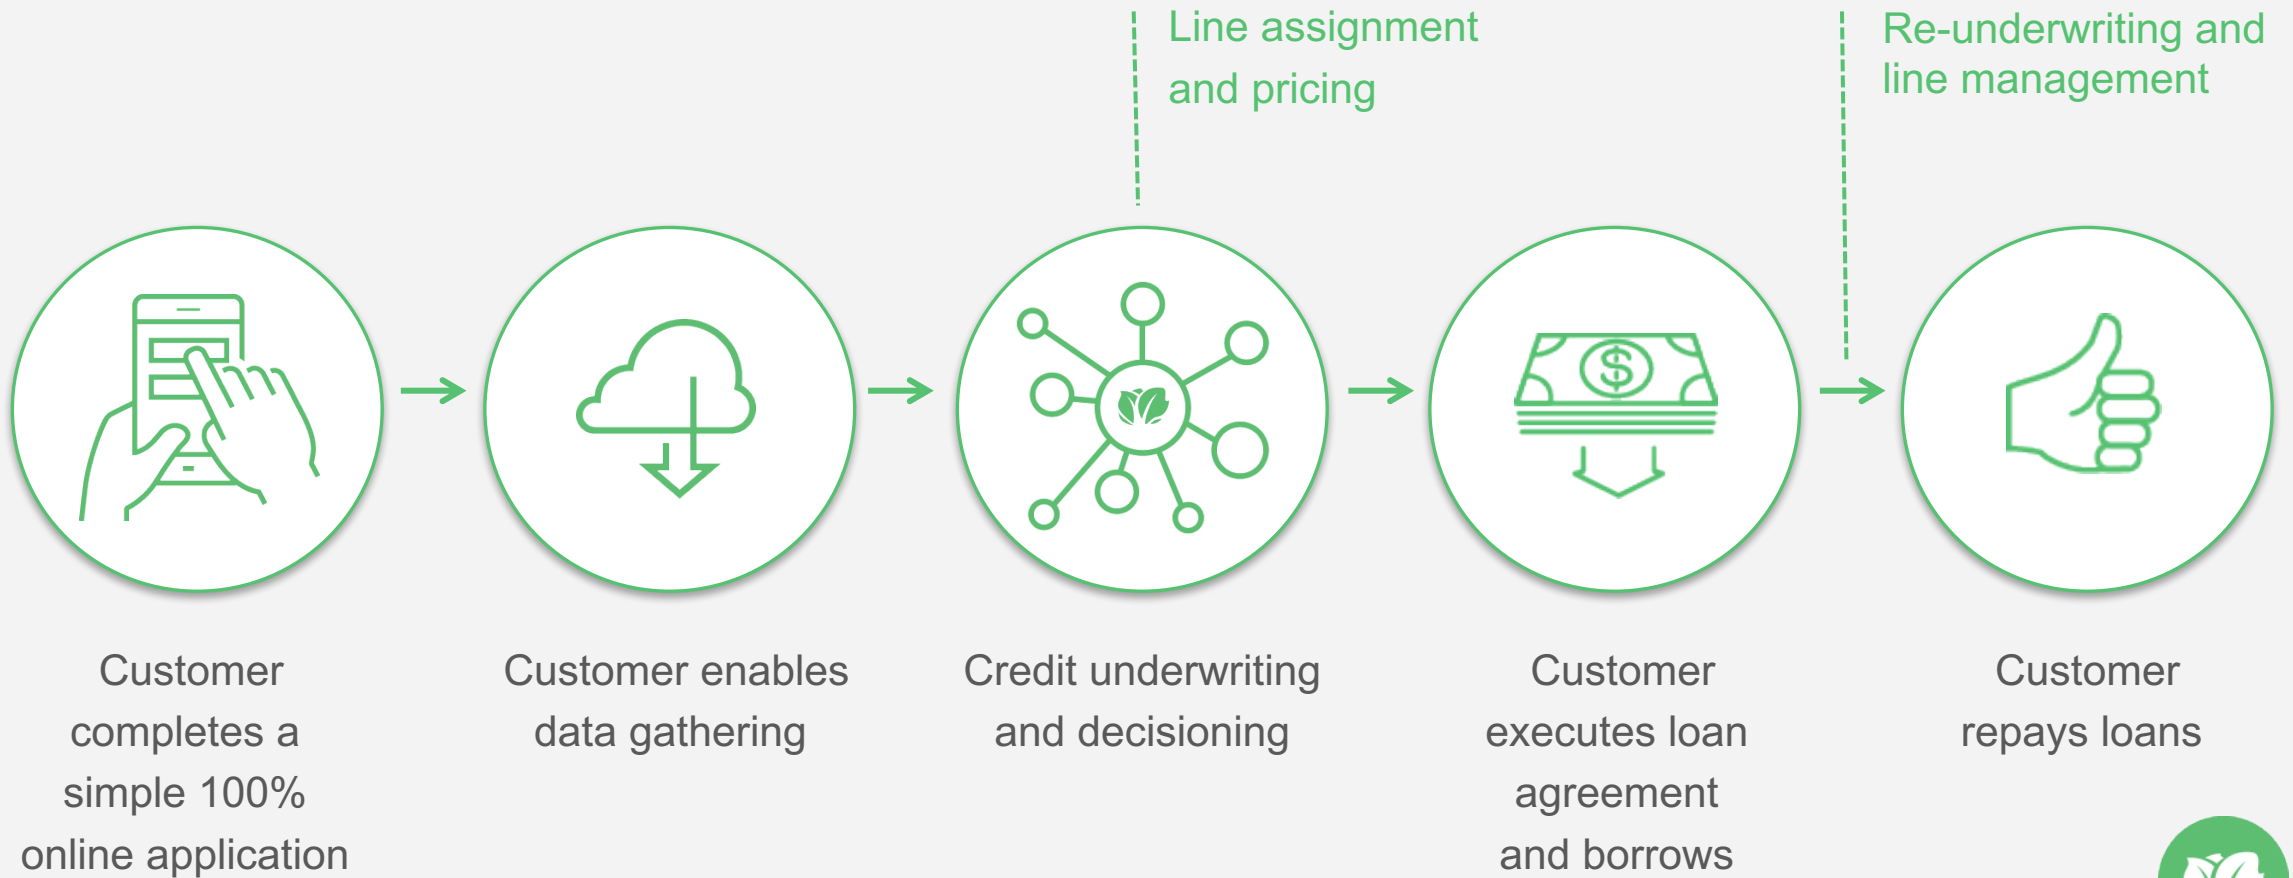 Line assignment
and pricing
Re-underwriting and
line management
Customer
completes a
simple 100%
online application
Customer enables
data gathering
Credit underwriting
and decisioning
Customer
executes loan
agreement
and borrows
Customer
repays loans